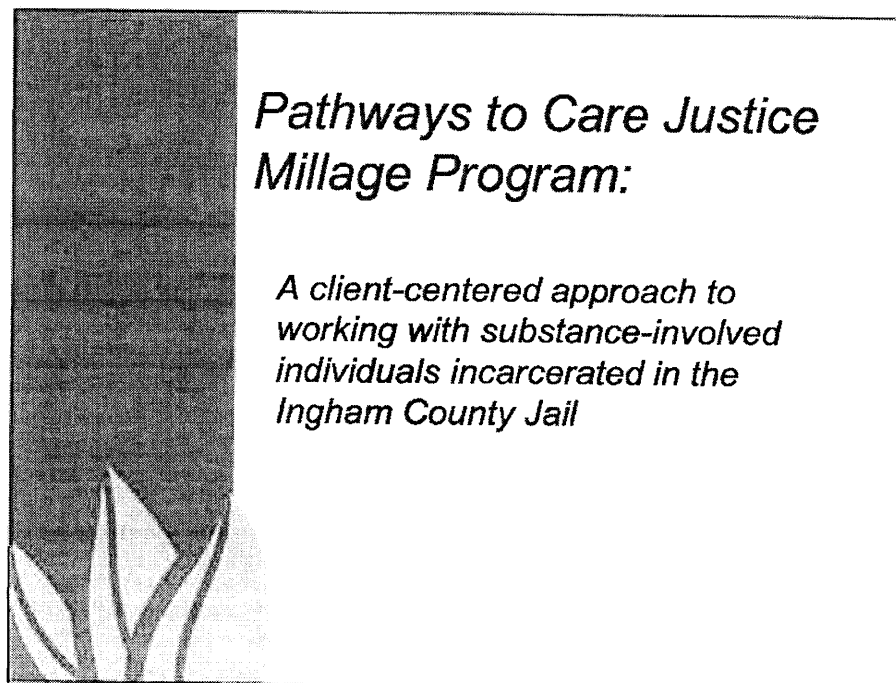 Pathways to Care Justice
Millage Program:
A client-centered approach to
working with substance-involved
individuals incarcerated in the
Ingham County Jail